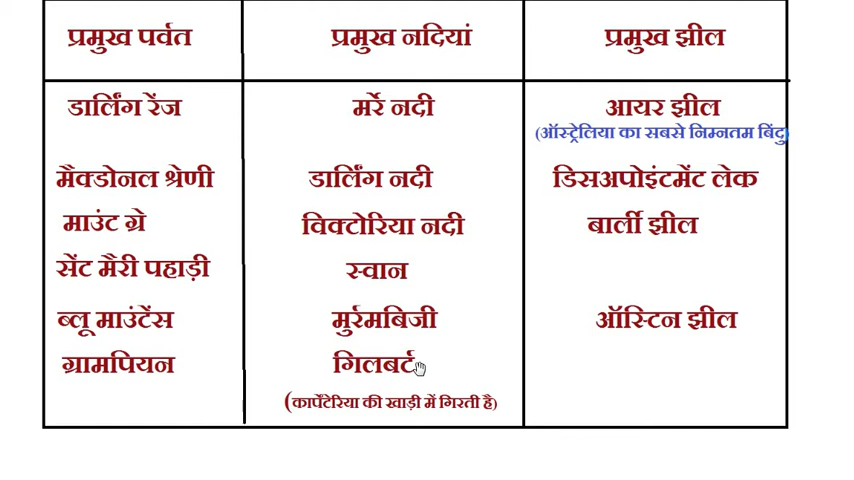 प्रमुख पर्वत	प्रमुख नदियां	प्रमुख झील
डार्लिंग रेंज	मर्रे नदी	आयर झील
(ऑस्ट्रेलिया का सबसे निम्नतम बिंदु)
मैक्डोनल श्रेणी	डार्लिंग नदी	डिसअपोइंटमेंट लेक
माउंट ग्रे	विक्टोरिया नदी	बार्ली झील
सेंट मैरी पहाड़ी	स्वान
ब्लू माउंटेंस	मुर्रमबिजी	ऑस्टिन झील
ग्रामपियन	गिलबर्ट
(कार्पेंटेरिया की खाड़ी में गिरती है)